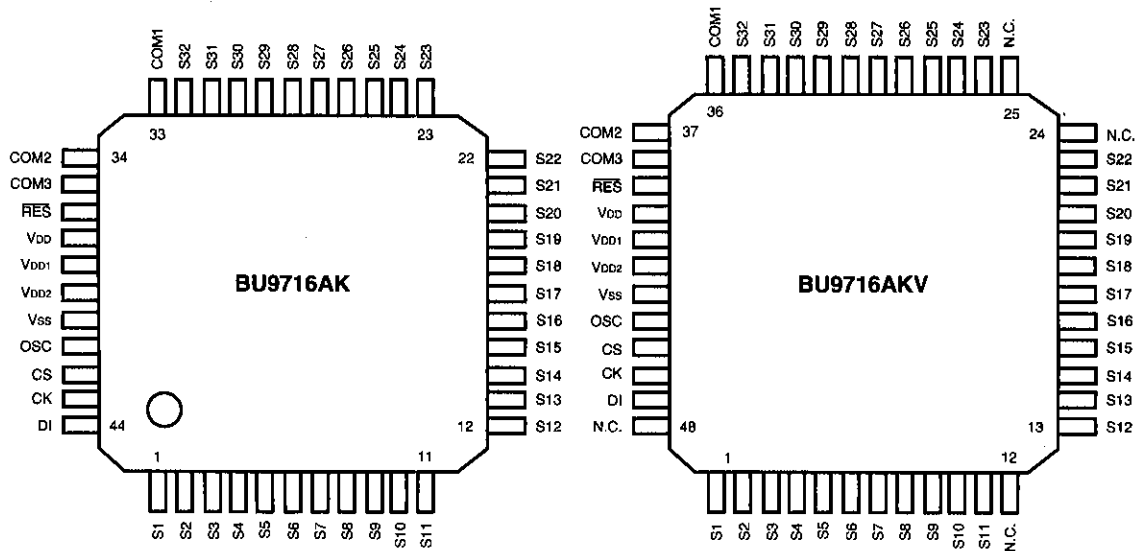 COM1 S32 S31 S30 S29 S28 S27 S26 S25 S24 S23
33 23
34 22
COM2
COM3
RES
VDD
VDD1
VDD2
VSS
OSC
CS
CK
DI
BU9716AK
S22
S21
S20
S19
S18
S17
S16
S15
S14
S13
S12
44 12
1 11
S1 S2 S3 S4 S5 S6 S7 S8 S9 S10 S11
COM1 S32 S31 S30 S29 S28 S27 S26 S25 S24 S23 N.C.
36 25
37 24
COM2
COM3
RES
VDD
VDD1
VDD2
VSS
OSC
CS
CK
DI
N.C.
BU9716AKV
N.C.
S22
S21
S20
S19
S18
S17
S16
S15
S14
S13
S12
48 13
1 12
S1 S2 S3 S4 S5 S6 S7 S8 S9 S10 S11 N.C.